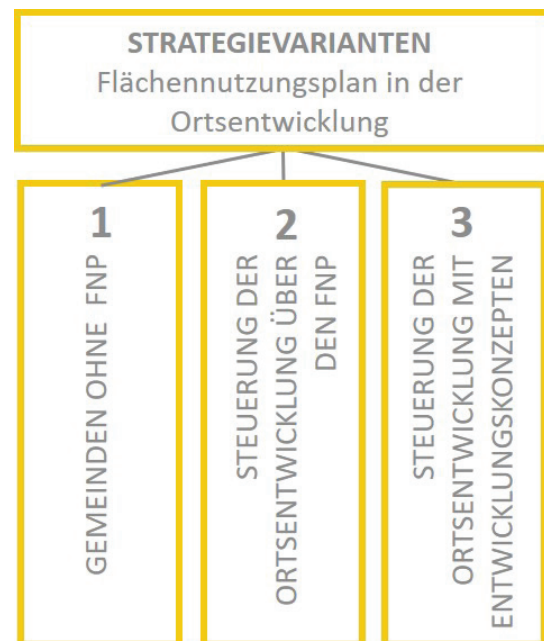 STRATEGIEVARIANTEN
Flächennutzungsplan in der
Ortsentwicklung
1
GEMEINDEN OHNE FNP
2
STEUERUNG DER
ORTSENTWICKLUNG ÜBER
DEN FNP
3
STEUERUNG DER
ORTSENTWICKLUNG MIT
ENTWICKLUNGSKONZEPTEN